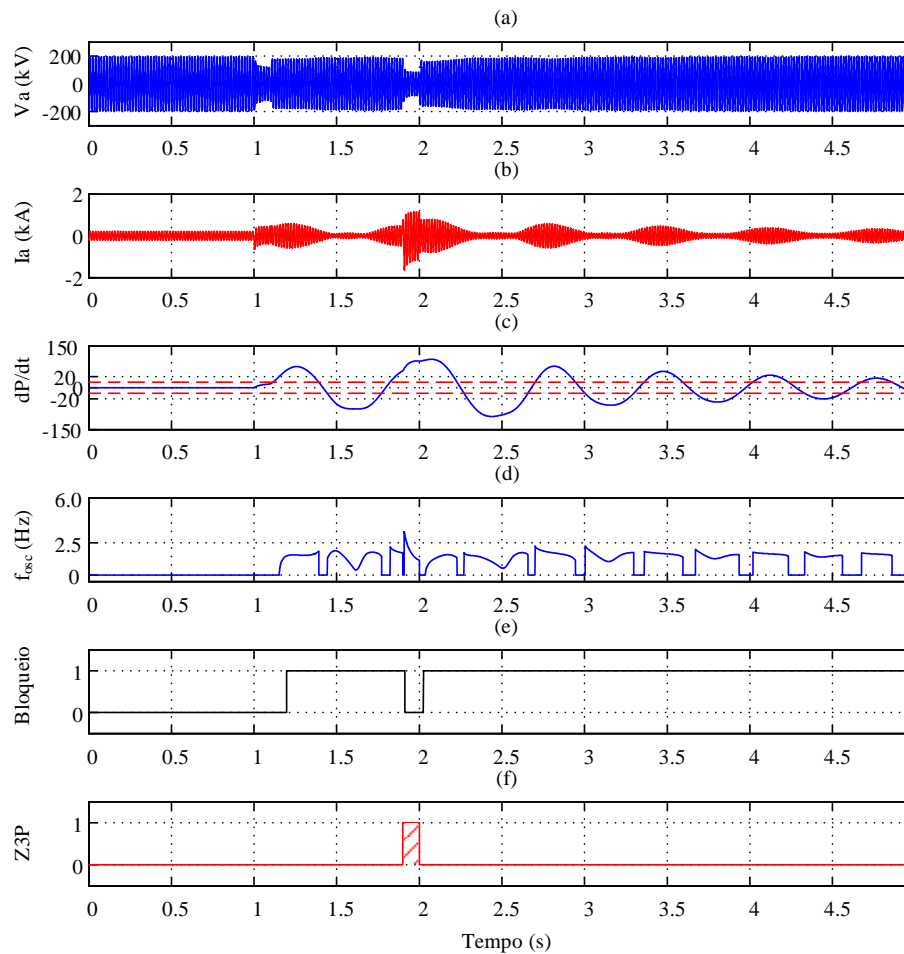 (a)
Va (kV)
200
0
-200
0 0.5 1 1.5 2 2.5 3 3.5 4 4.5
(b)
Ia (kA)
2
0
-2
0 0.5 1 1.5 2 2.5 3 3.5 4 4.5
(c)
dP/dt
150
20
0
-20
-150
0 0.5 1 1.5 2 2.5 3 3.5 4 4.5
(d)
fosc (Hz)
6.0
2.5
0
0 0.5 1 1.5 2 2.5 3 3.5 4 4.5
(e)
Bloqueio
1
0
0 0.5 1 1.5 2 2.5 3 3.5 4 4.5
(f)
Z3P
1
0
0 0.5 1 1.5 2 2.5 3 3.5 4 4.5
Tempo (s)